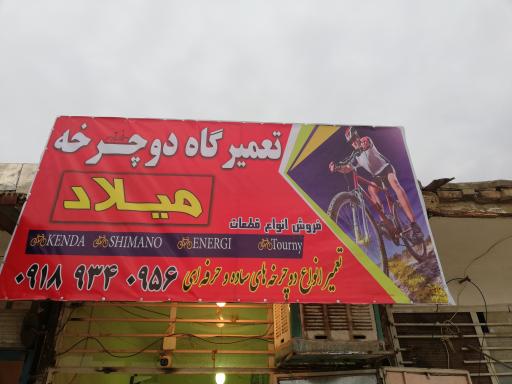 تعمیرگاه دوچرخه
میلاد
فروش انواع قطعات
KENDA SHIMANO ENERGI Tourny
تعمیر انواع دوچرخه های ساده و حرفه ای
۰۹۱۸ ۹۳۴ ۰۹۵۶